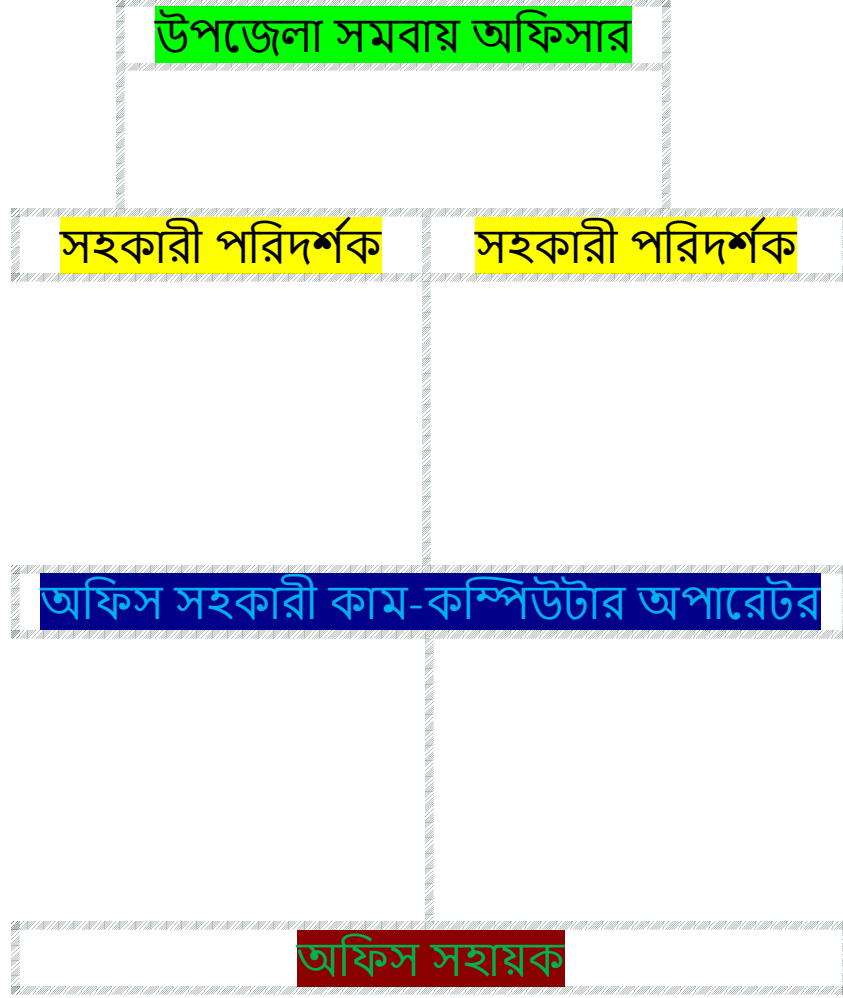 উপজেলা সমবায় অফিসার
সহকারী পরিদর্শক সহকারী পরিদর্শক
অফিস সহকারী কাম-কম্পিউটার অপারেটর
অফিস সহায়ক